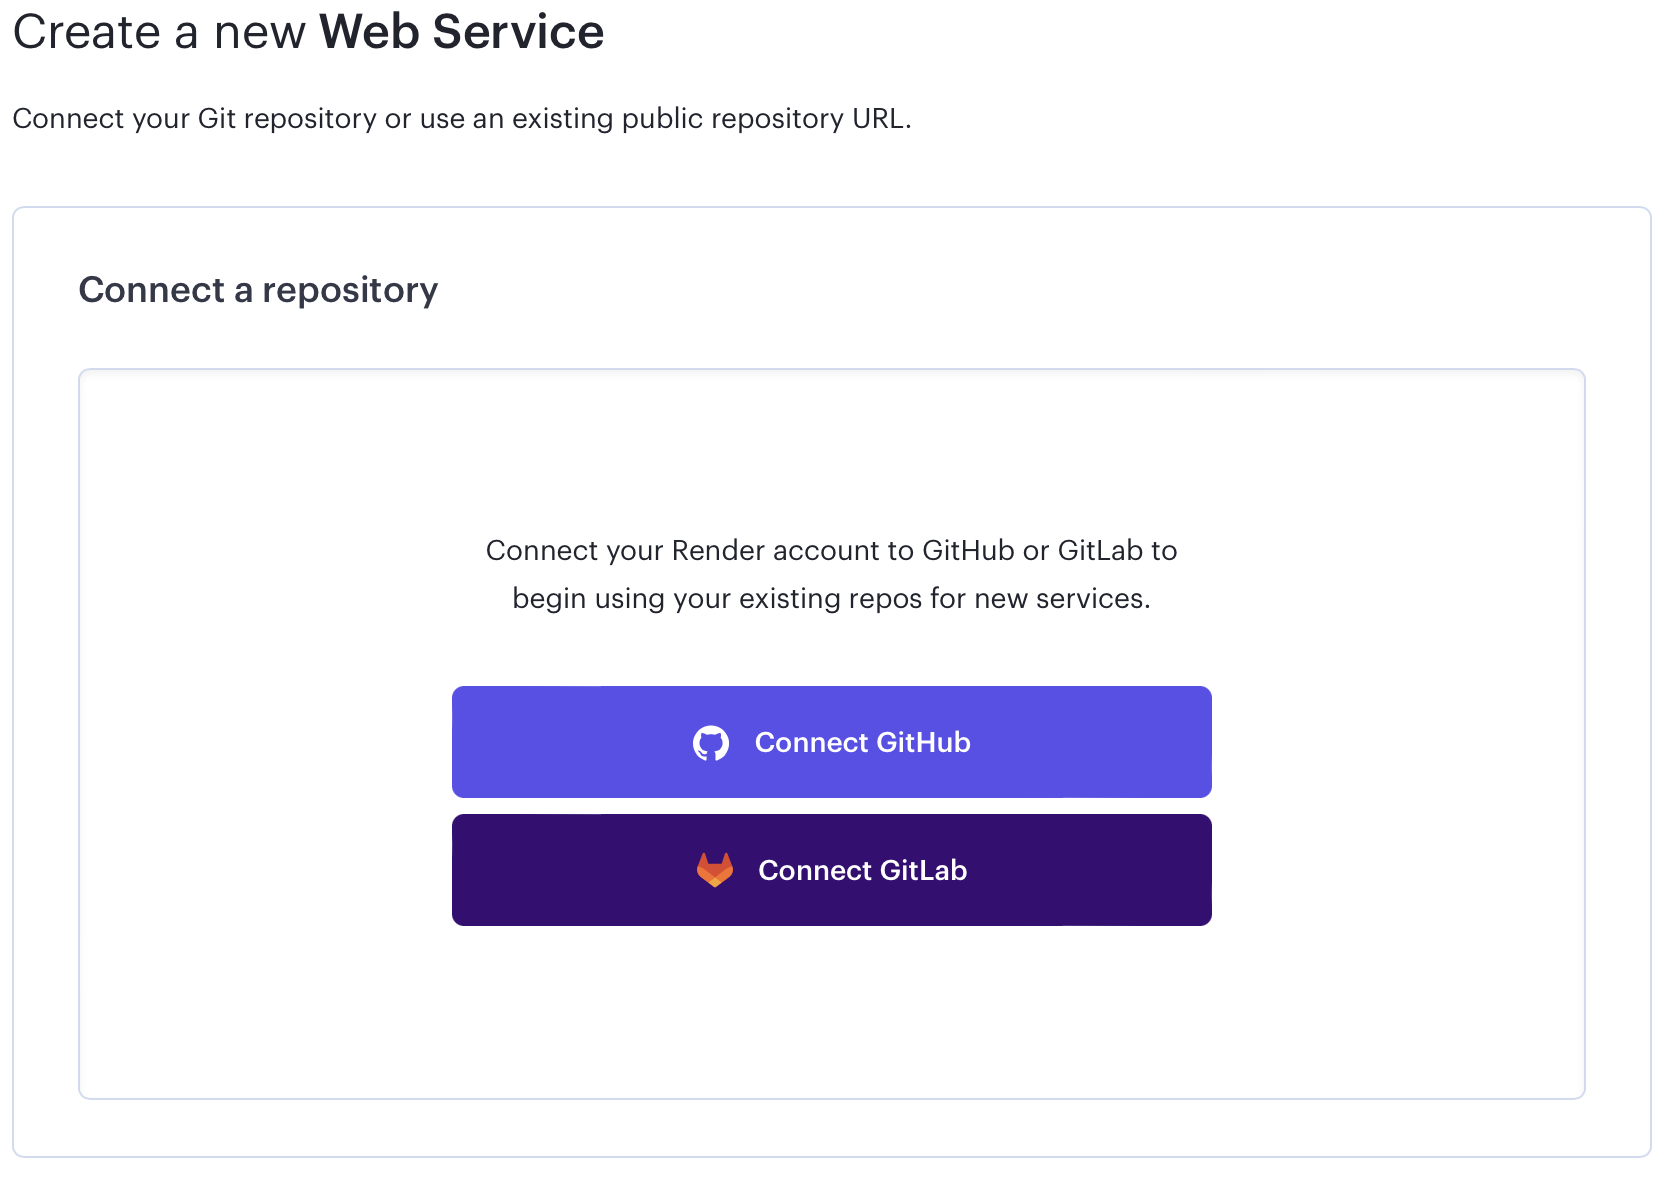 Create a new Web Service
Connect your Git repository or use an existing public repository URL.
Connect a repository
Connect your Render account to GitHub or GitLab to
begin using your existing repos for new services.
Connect GitHub
Connect GitLab